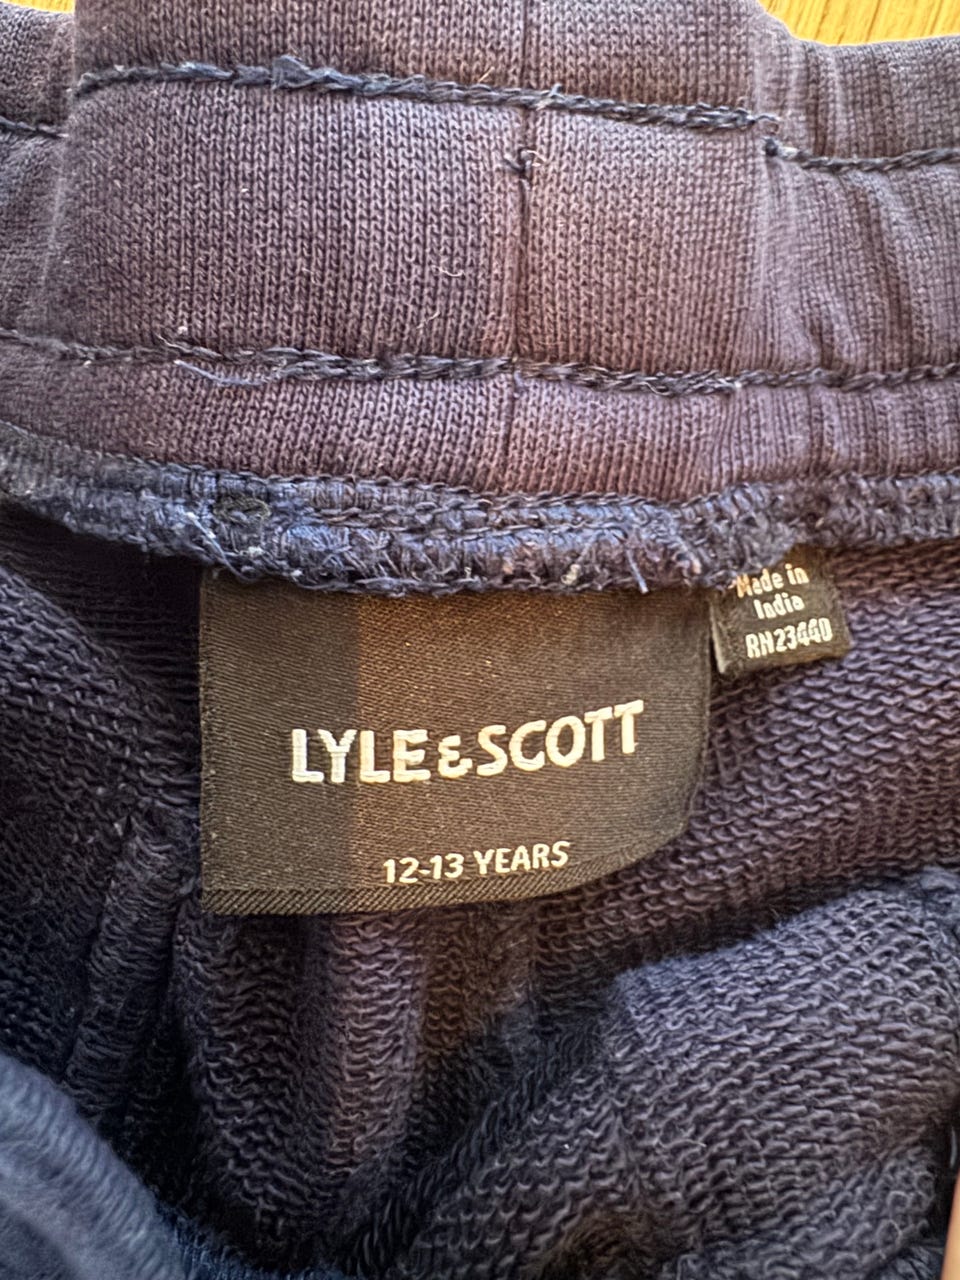 Made in
India
RN23440
LYLE & SCOTT
12-13 YEARS